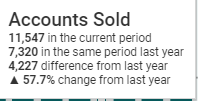 Accounts Sold
11,547 in the current period
7,320 in the same period last year
4,227 difference from last year
▲ 57.7% change from last year